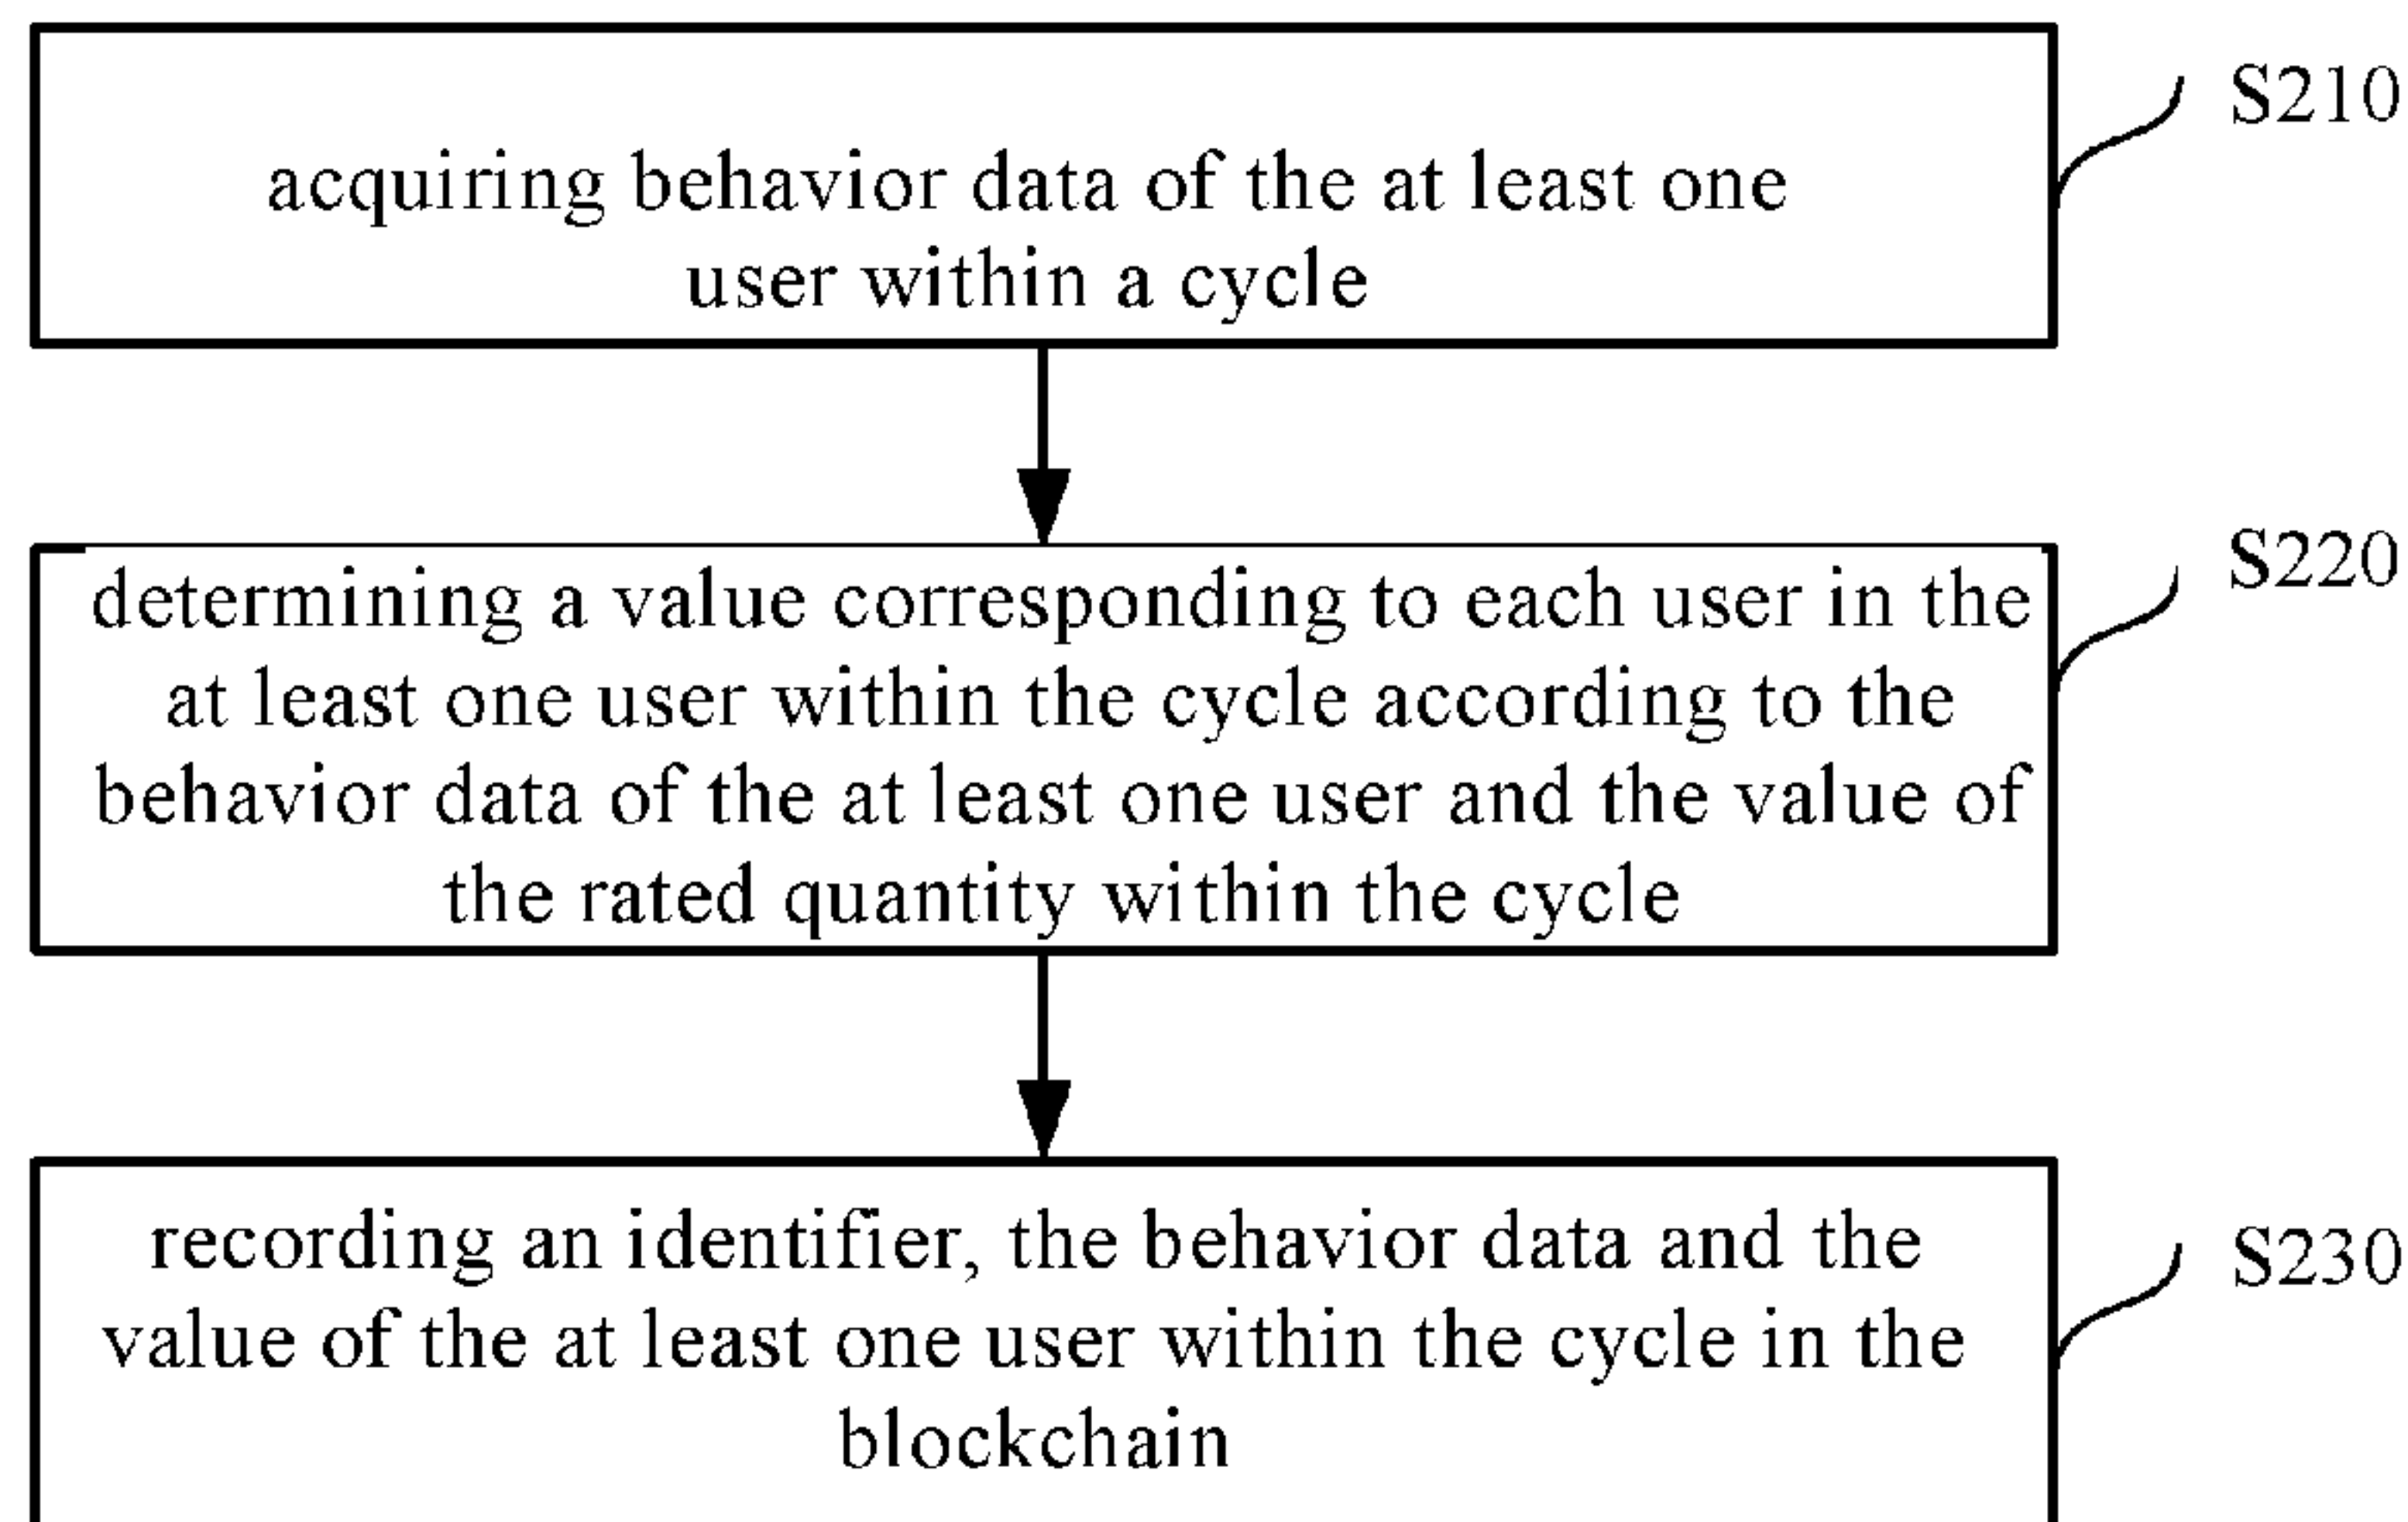 S210
acquiring behavior data of the at least one
user within a cycle
S220
determining a value corresponding to each user in the
at least one user within the cycle according to the
behavior data of the at least one user and the value of
the rated quantity within the cycle
S230
recording an identifier, the behavior data and the
value of the at least one user within the cycle in the
blockchain